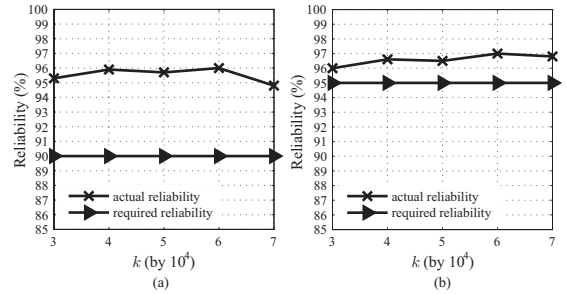 100
99
98
97
96
95
94
93
92
91
90
89
88
87
86
85
Reliability (%)
actual reliability
required reliability
3 4 5 6 7
k (by 10⁴)
(a)
100
99
98
97
96
95
94
93
92
91
90
89
88
87
86
85
Reliability (%)
actual reliability
required reliability
3 4 5 6 7
k (by 10⁴)
(b)